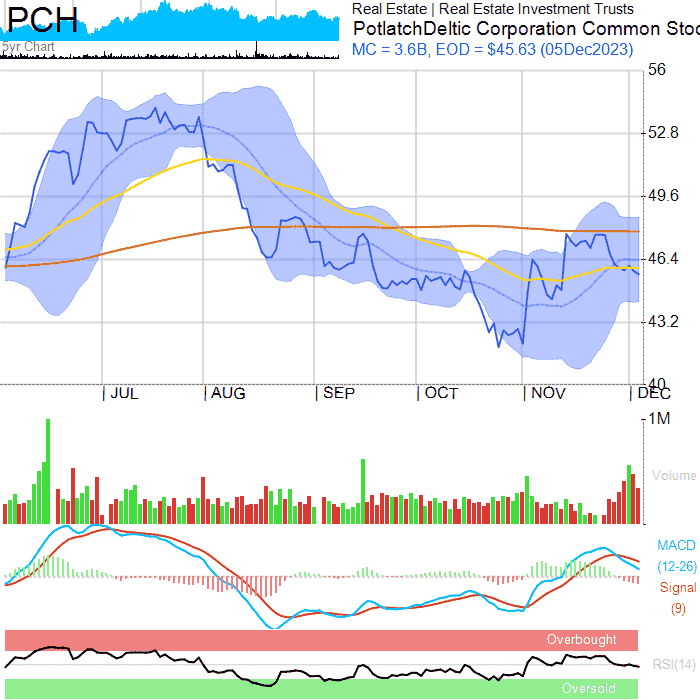 PCH
5yr Chart
Real Estate | Real Estate Investment Trusts
PotlatchDeltic Corporation Common Stoc
MC = 3.6B, EOD = $45.63 (05Dec2023)
56
52.8
49.6
46.4
43.2
40
JUL AUG SEP OCT NOV DEC
1M
Volume
MACD
(12-26)
Signal
(9)
Overbought
RSI(14)
Oversold